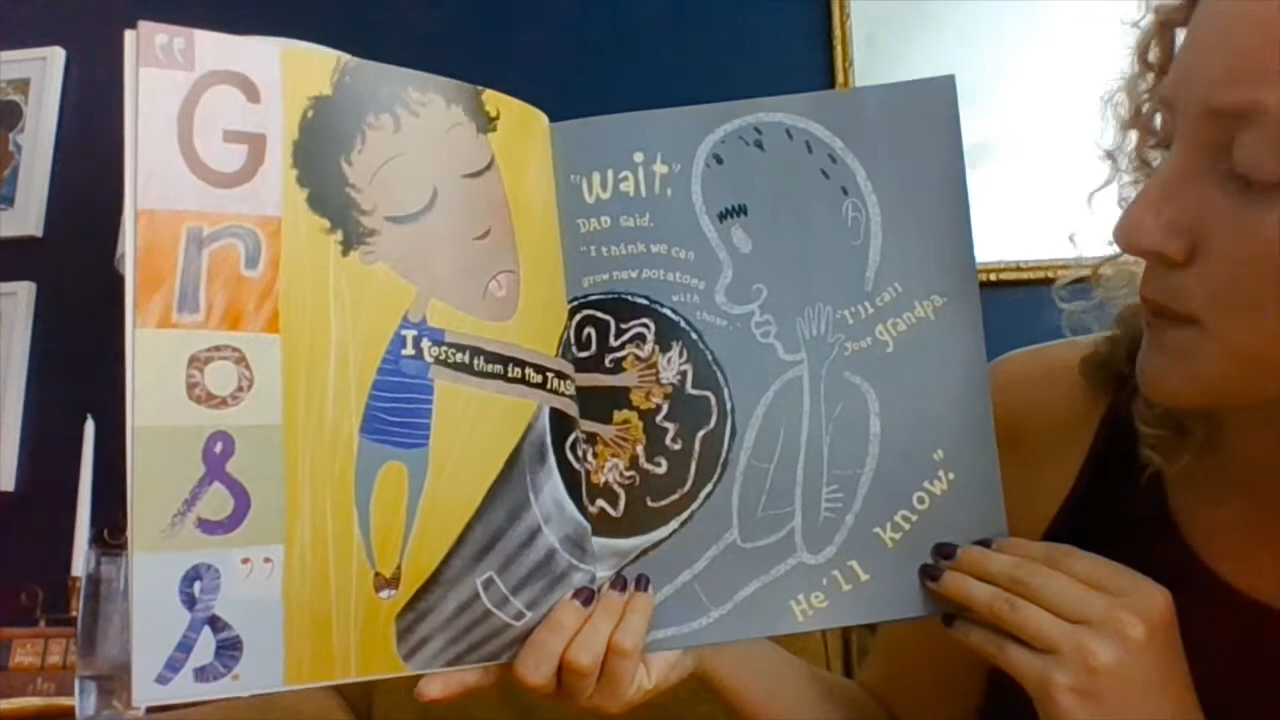 "Gross."
I tossed them in the TRASH
"Wait,"
DAD said.
"I think we can
grow new potatoes
with
those."
"I'll call
your grandpa.
He'll know."